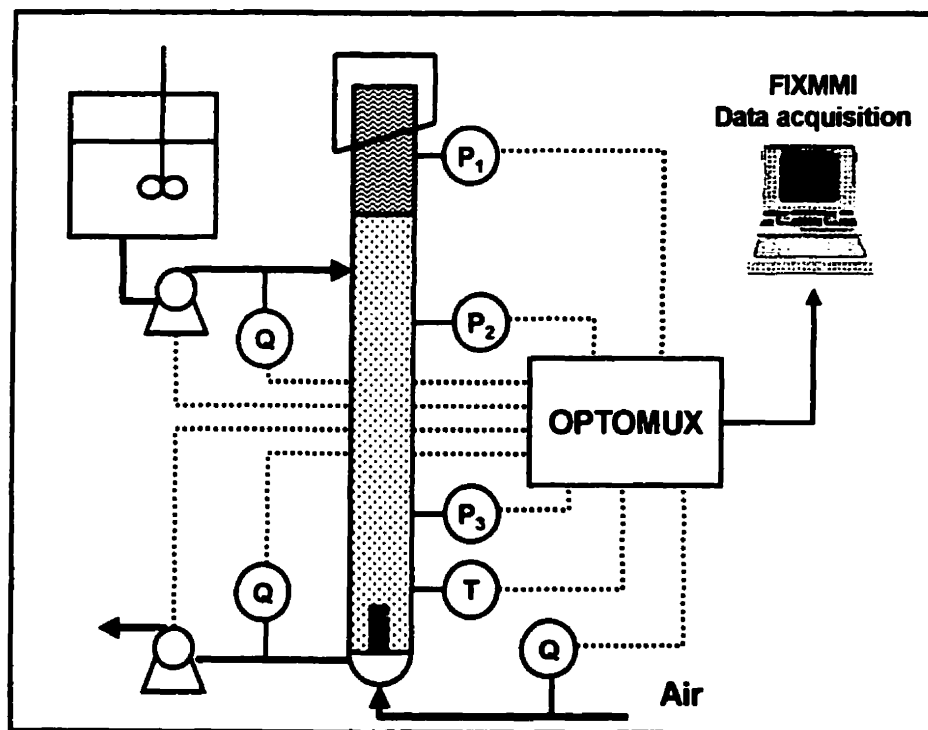 FIXMMI
Data acquisition
P1
Q
P2
OPTOMUX
P3
Q
T
Q
Air